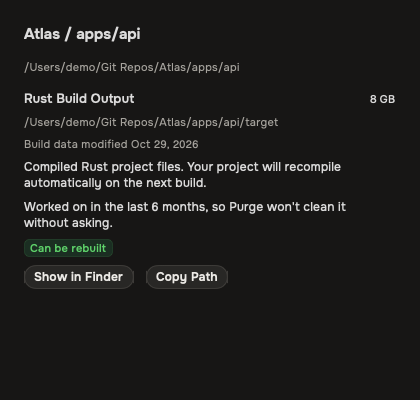 Atlas / apps/api
/Users/demo/Git Repos/Atlas/apps/api
Rust Build Output
8 GB
/Users/demo/Git Repos/Atlas/apps/api/target
Build data modified Oct 29, 2026
Compiled Rust project files. Your project will recompile
automatically on the next build.
Worked on in the last 6 months, so Purge won't clean it
without asking.
Can be rebuilt
Show in Finder
Copy Path